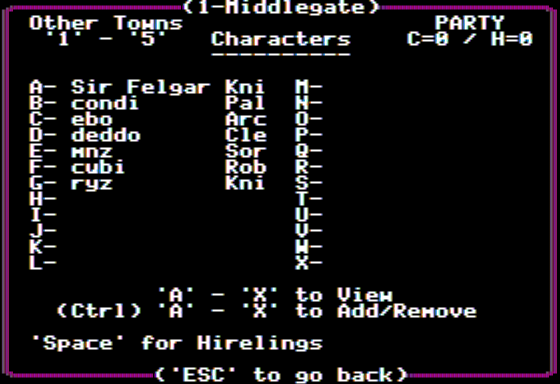 (1-Middlegate)
Other Towns PARTY
'1' - '5' Characters C=0 / H=0
----------
A- Sir Felgar Kni M-
B- condi Pal N-
C- ebo Arc O-
D- deddo Cle P-
E- mnz Sor Q-
F- cubi Rob R-
G- ryz Kni S-
H- T-
I- U-
J- V-
K- W-
L- X-
'A' - 'X' to View
(Ctrl) 'A' - 'X' to Add/Remove
'Space' for Hirelings
('ESC' to go back)